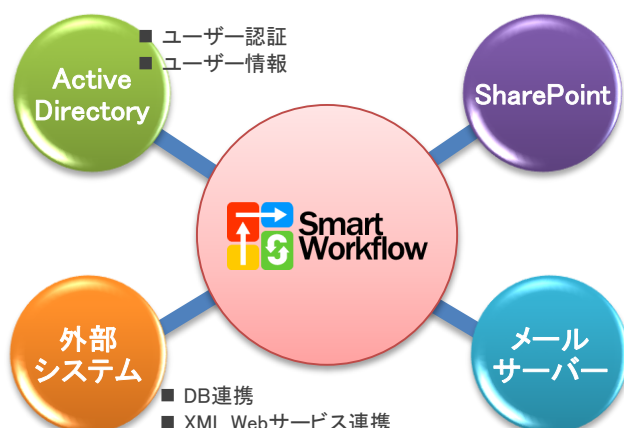 ■ ユーザー認証
■ ユーザー情報
Active
Directory
SharePoint
Smart
Workflow
外部
システム
メール
サーバー
■ DB連携
■ XML Webサービス連携